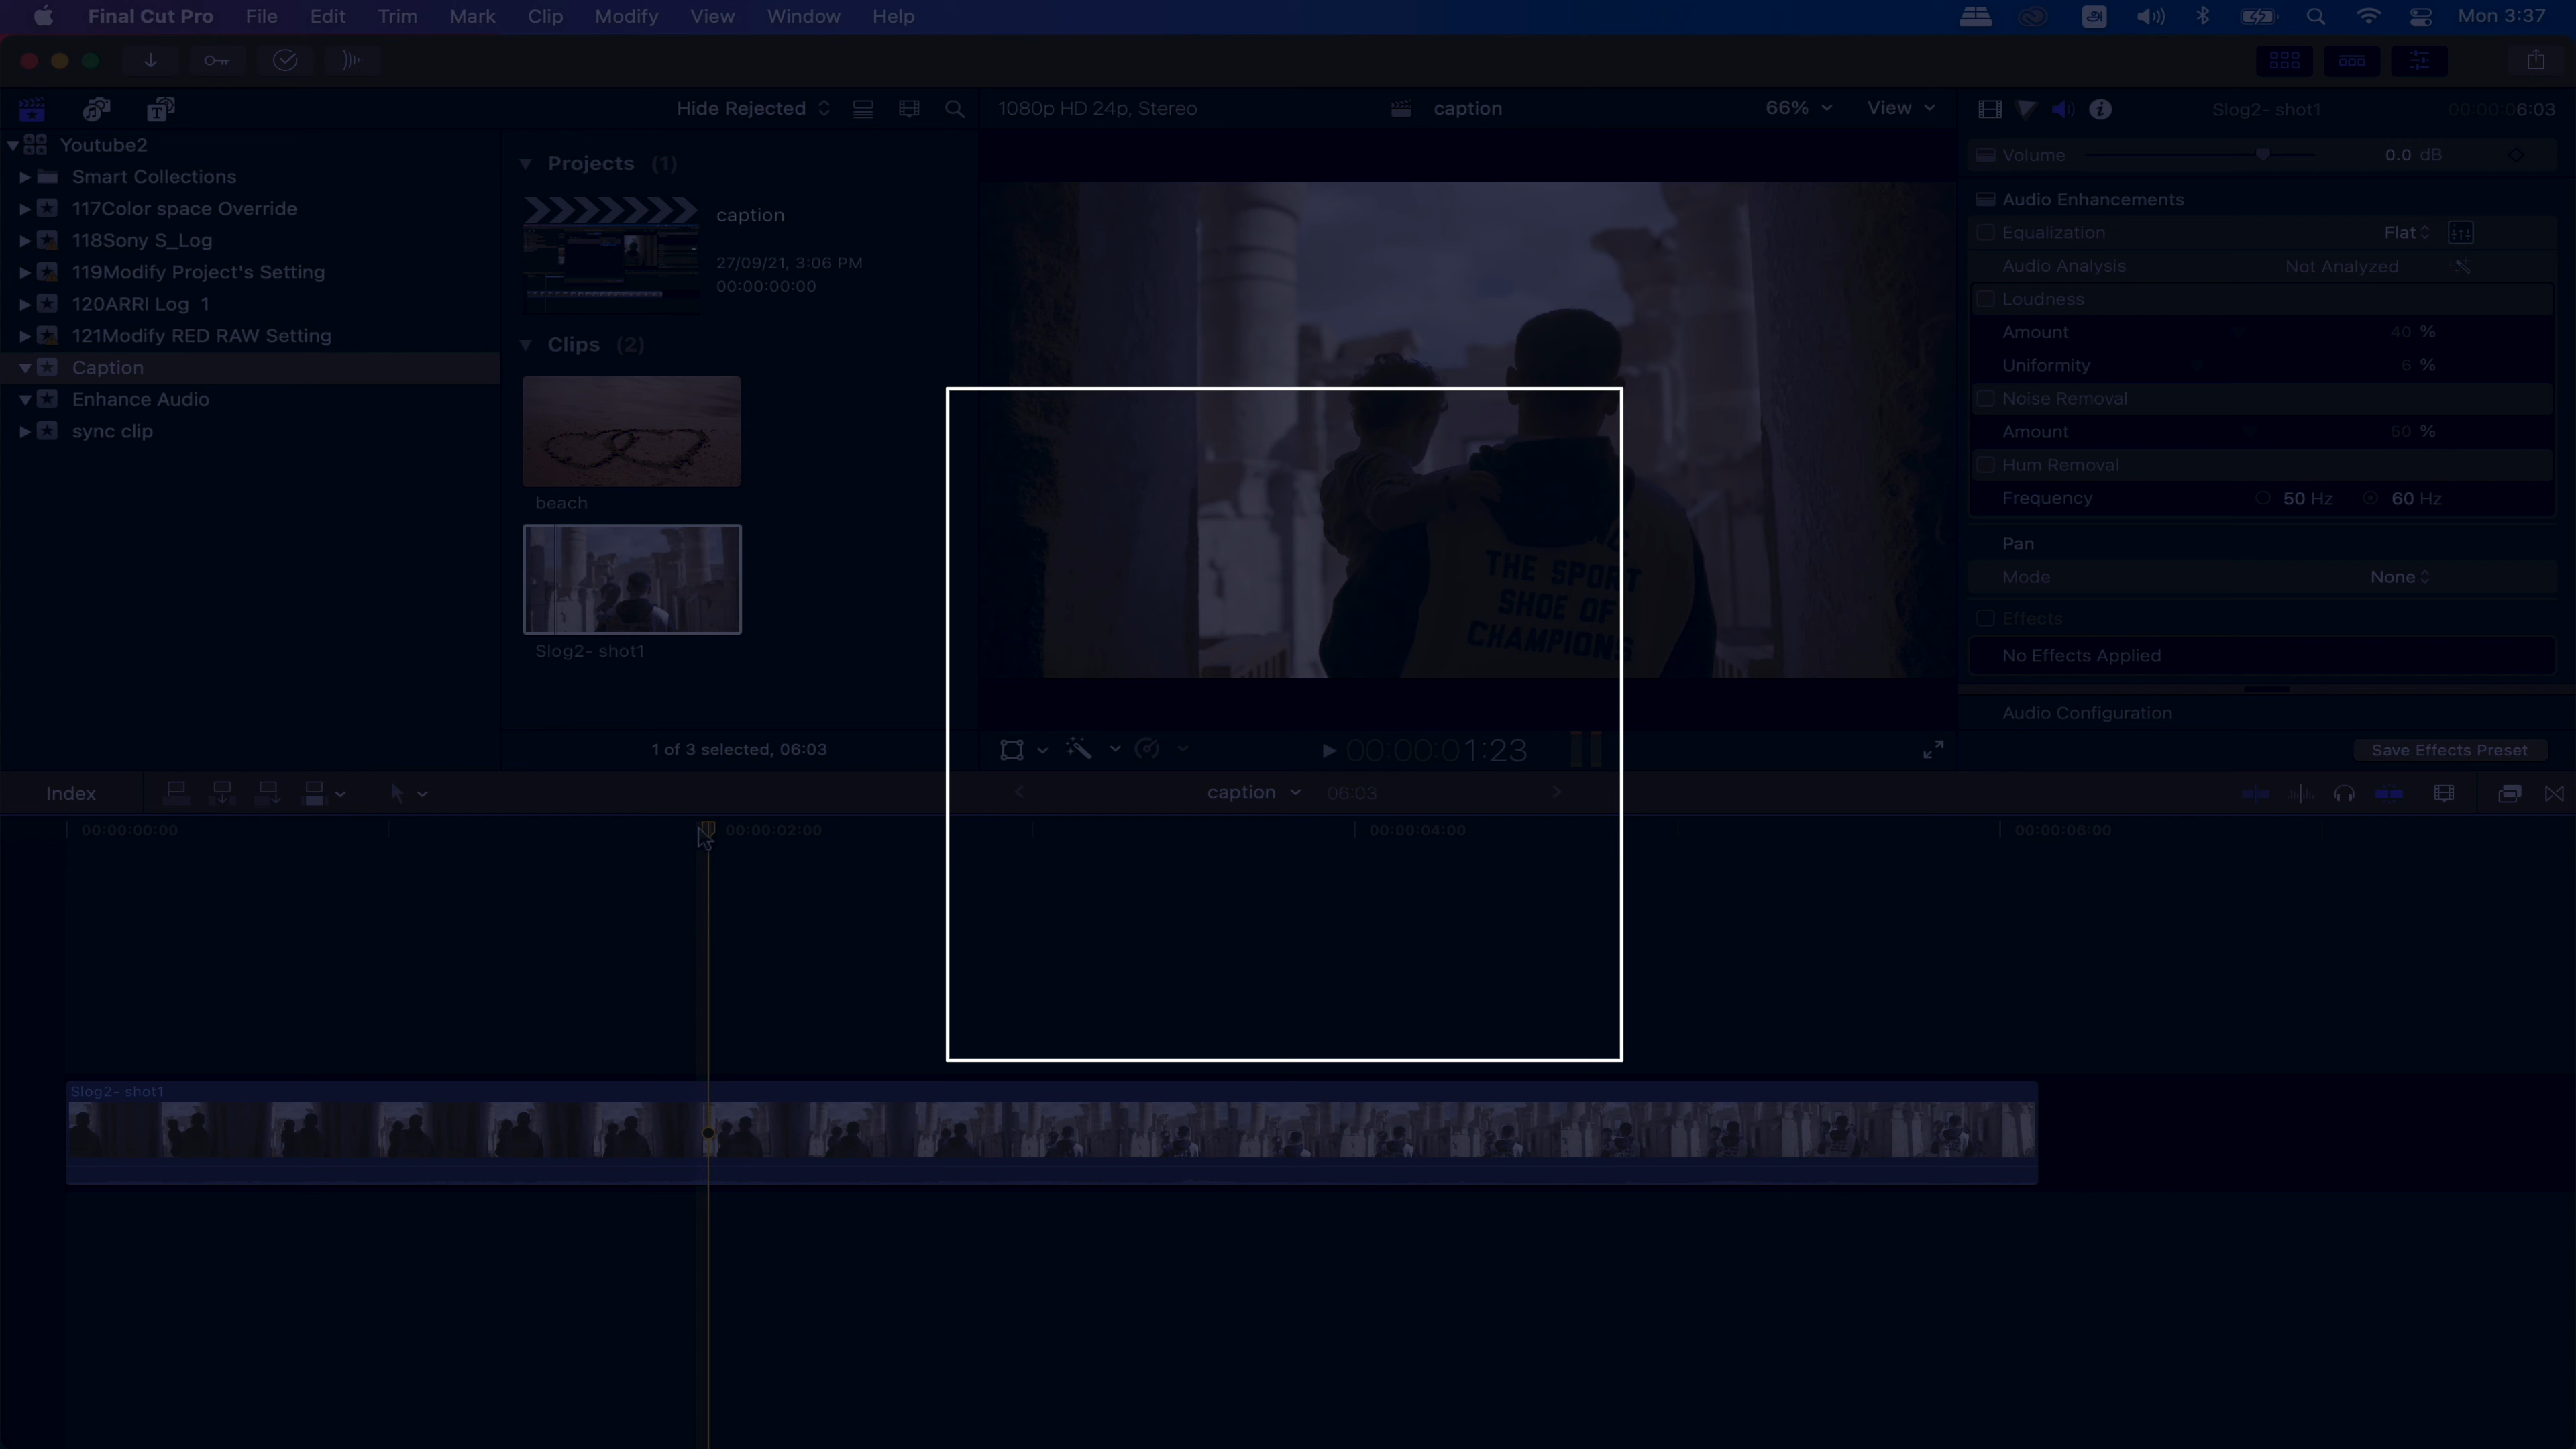 Final Cut Pro File Edit Trim Mark Clip Modify View Window Help Mon 3:37
Hide Rejected
1080p HD 24p, Stereo caption 66% View
Slog2- shot1 00:00:06:03
Youtube2
Smart Collections
117Color space Override
118Sony S_Log
119Modify Project's Setting
120ARRI Log 1
121Modify RED RAW Setting
Caption
Enhance Audio
sync clip
Projects (1)
caption
27/09/21, 3:06 PM
00:00:00:00
Clips (2)
beach
Slog2- shot1
1 of 3 selected, 06:03
THE SPORT
SHOE OF
CHAMPIONS
00:00:01:23
Volume 0.0 dB
Audio Enhancements
Equalization Flat
Audio Analysis Not Analyzed
Loudness
Amount 40 %
Uniformity 6 %
Noise Removal
Amount 50 %
Hum Removal
Frequency 50 Hz 60 Hz
Pan
Mode None
Effects
No Effects Applied
Audio Configuration
Save Effects Preset
Index caption 06:03
00:00:00:00 00:00:02:00 00:00:04:00 00:00:06:00
Slog2- shot1